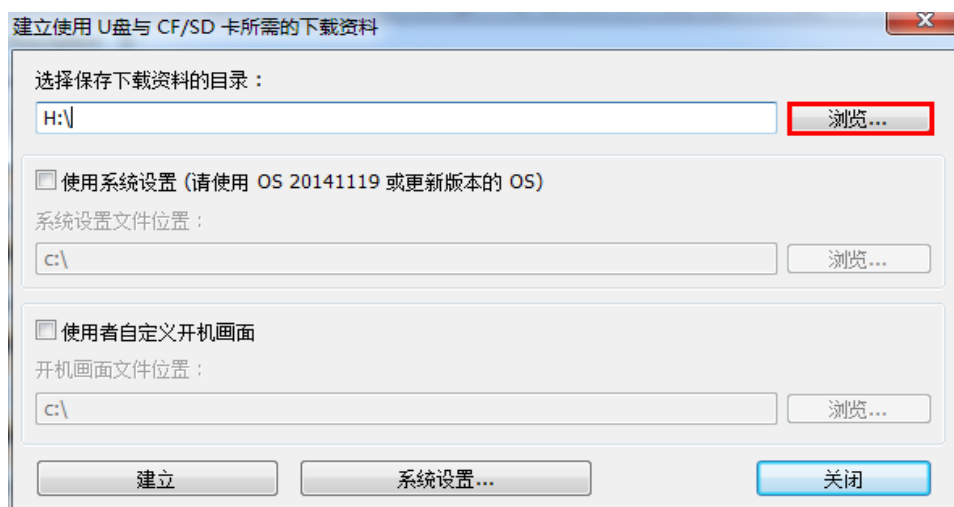 建立使用 U盘与 CF/SD 卡所需的下载资料
选择保存下载资料的目录：
H:\
浏览...
使用系统设置 (请使用 OS 20141119 或更新版本的 OS)
系统设置文件位置：
c:\
浏览...
使用者自定义开机画面
开机画面文件位置：
c:\
浏览...
建立
系统设置...
关闭